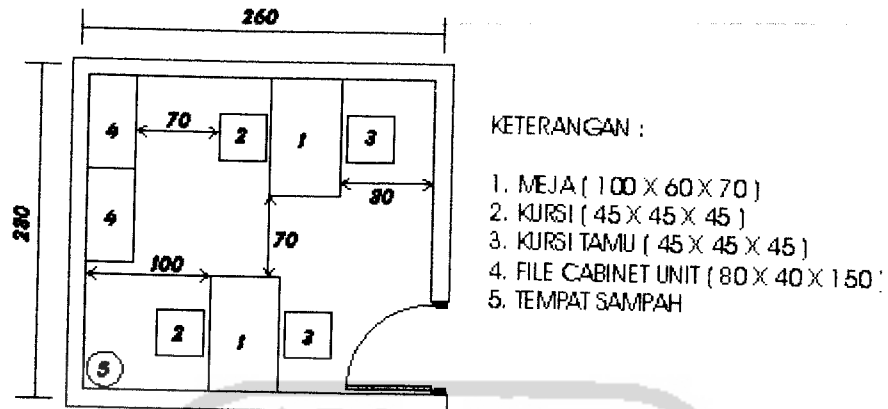 260
280
4
70
2
1
3
80
4
70
100
2
1
3
5
KETERANGAN :
1. MEJA ( 100 X 60 X 70 )
2. KURSI ( 45 X 45 X 45 )
3. KURSI TAMU ( 45 X 45 X 45 )
4. FILE CABINET UNIT ( 80 X 40 X 150 )
5. TEMPAT SAMPAH